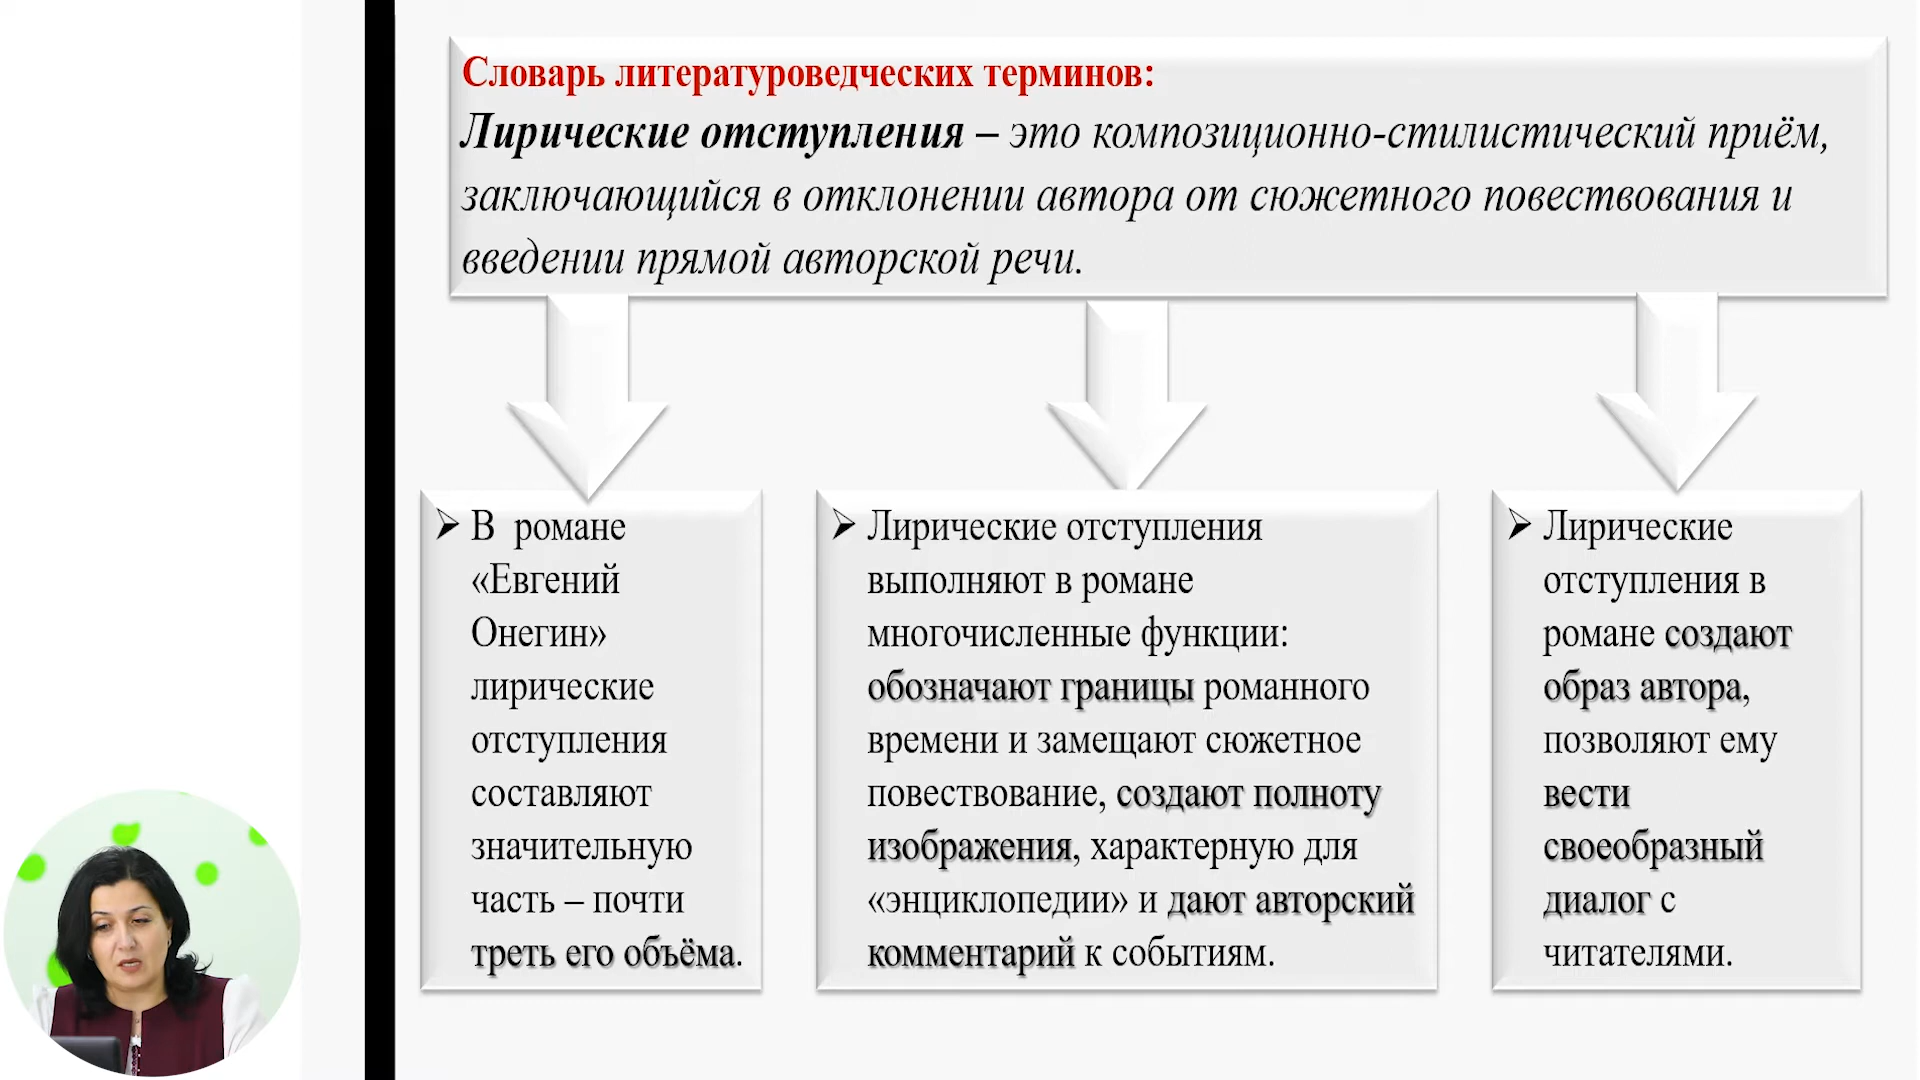 Словарь литературоведческих терминов:
Лирические отступления – это композиционно-стилистический приём,
заключающийся в отклонении автора от сюжетного повествования и
введении прямой авторской речи.
В романе
«Евгений
Онегин»
лирические
отступления
составляют
значительную
часть – почти
треть его объёма.
Лирические отступления
выполняют в романе
многочисленные функции:
обозначают границы романного
времени и замещают сюжетное
повествование, создают полноту
изображения, характерную для
«энциклопедии» и дают авторский
комментарий к событиям.
Лирические
отступления в
романе создают
образ автора,
позволяют ему
вести
своеобразный
диалог с
читателями.